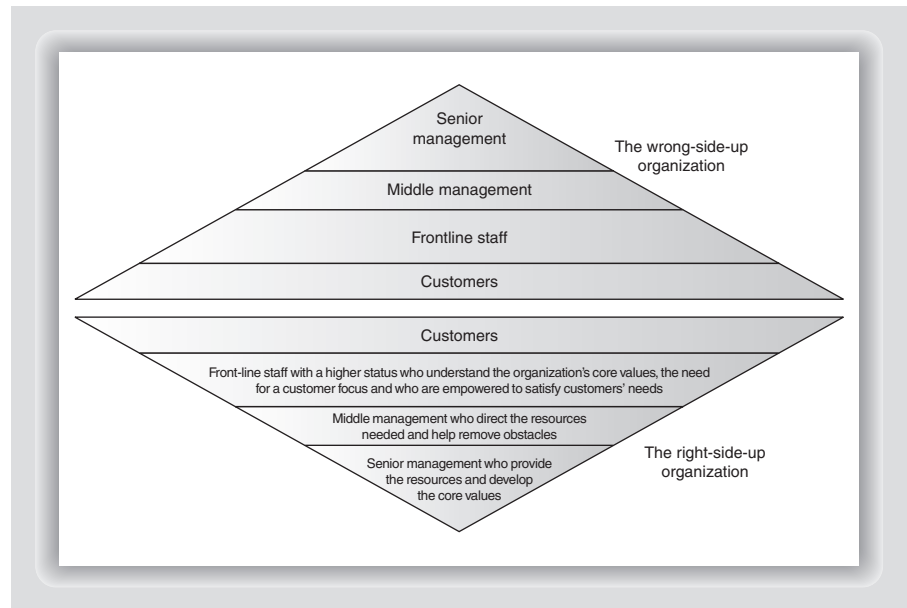 Senior
management
The wrong-side-up
organization
Middle management
Frontline staff
Customers
Customers
Front-line staff with a higher status who understand the organization's core values, the need
for a customer focus and who are empowered to satisfy customers' needs
Middle management who direct the resources
needed and help remove obstacles
Senior management who provide
the resources and develop
the core values
The right-side-up
organization